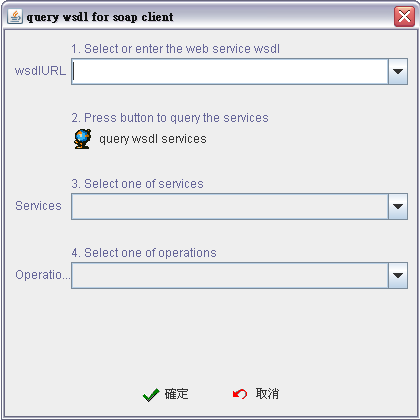 query wsdl for soap client
1. Select or enter the web service wsdl
wsdlURL
2. Press button to query the services
query wsdl services
3. Select one of services
Services
4. Select one of operations
Operatio...
確定 取消